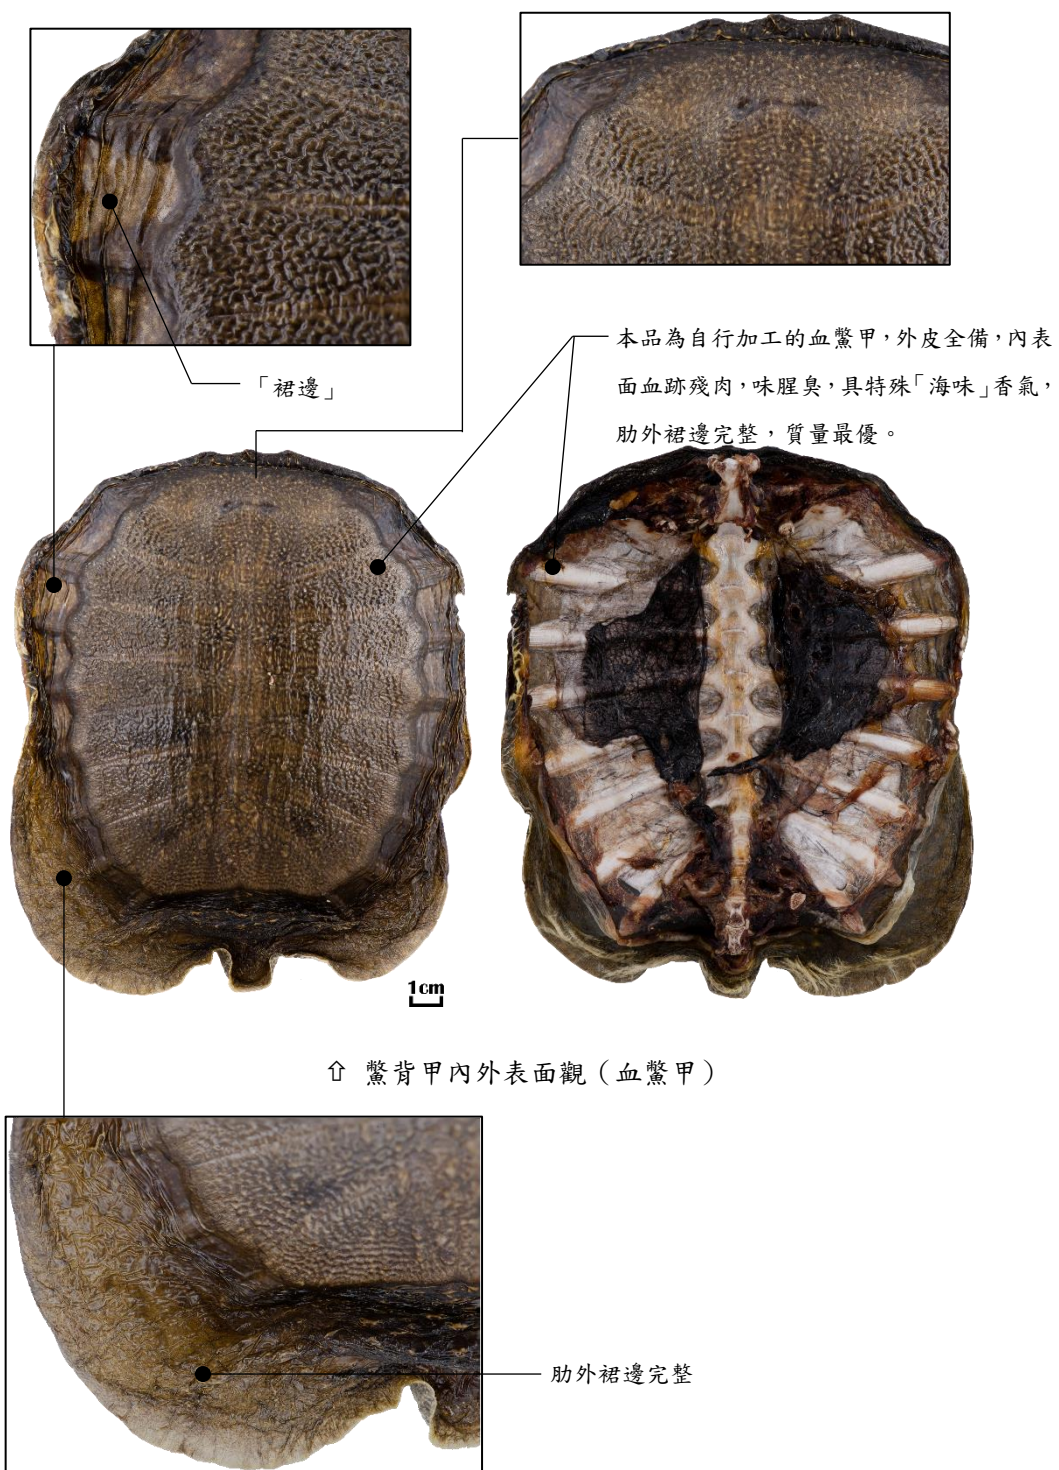 本品為自行加工的血鱉甲，外皮全備，內表
面血跡殘肉，味腥臭，具特殊「海味」香氣，
肋外裙邊完整，質量最優。
「裙邊」
1cm
⇧ 鱉背甲內外表面觀（血鱉甲）
肋外裙邊完整